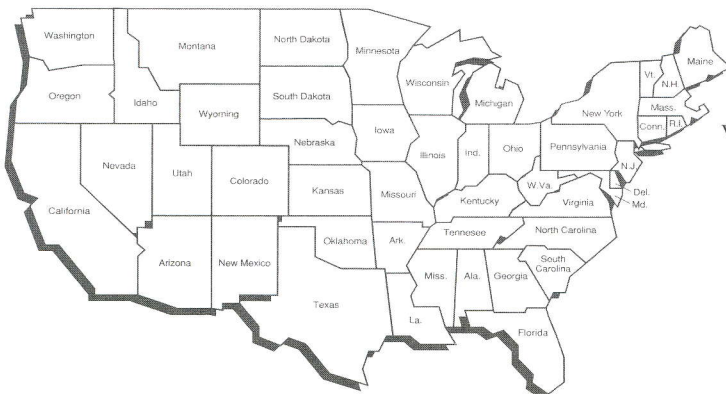 Washington
Montana
North Dakota
Minnesota
Maine
Vt.
N.H.
Oregon
Idaho
Wyoming
South Dakota
Wisconsin
Michigan
New York
Mass.
Conn.
R.I.
Nevada
Utah
Colorado
Nebraska
Iowa
Illinois
Ind.
Ohio
Pennsylvania
N.J.
California
Kansas
Missouri
Kentucky
W.Va.
Virginia
Del.
Md.
Arizona
New Mexico
Oklahoma
Ark.
Tennesee
North Carolina
Texas
La.
Miss.
Ala.
Georgia
South
Carolina
Florida